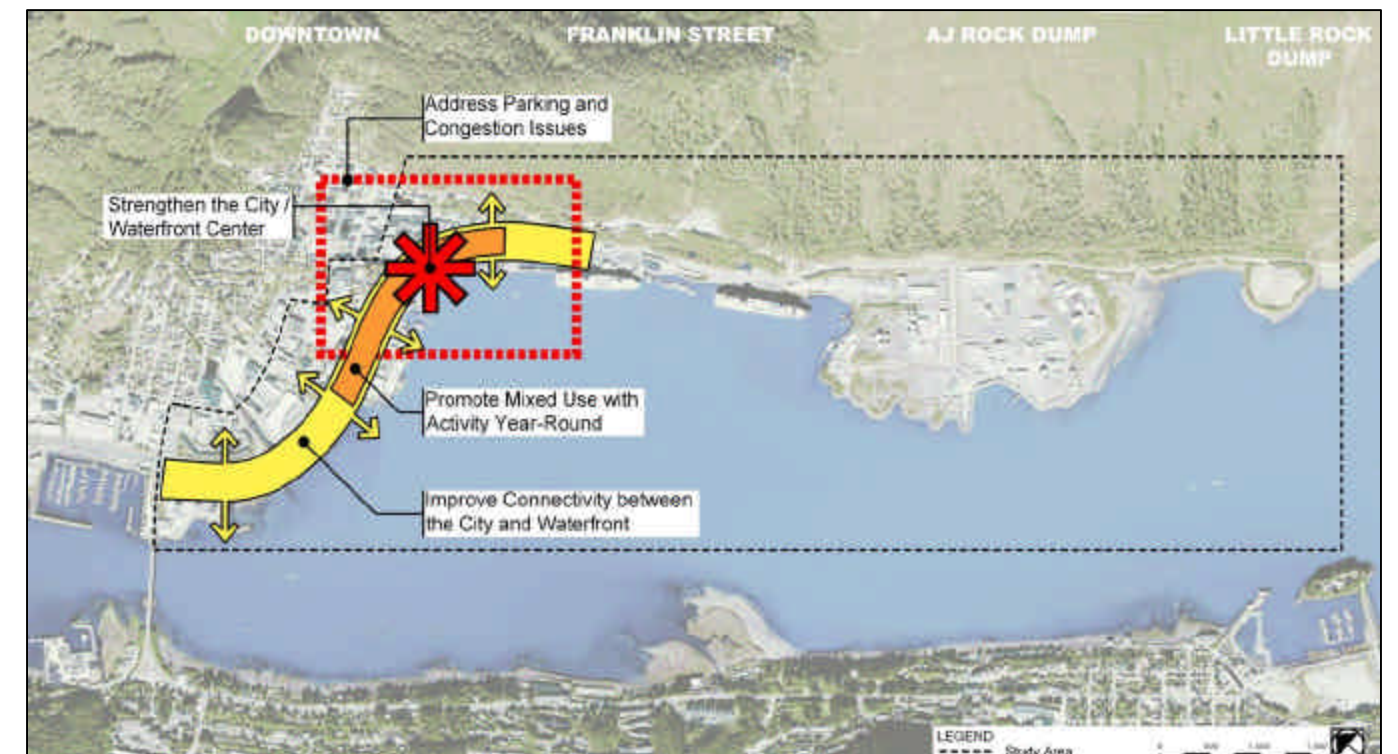 DOWNTOWN
FRANKLIN STREET
AJ ROCK DUMP
LITTLE ROCK
DUMP
Address Parking and
Congestion Issues
Strengthen the City /
Waterfront Center
Promote Mixed Use with
Activity Year-Round
Improve Connectivity between
the City and Waterfront
LEGEND
Study Area